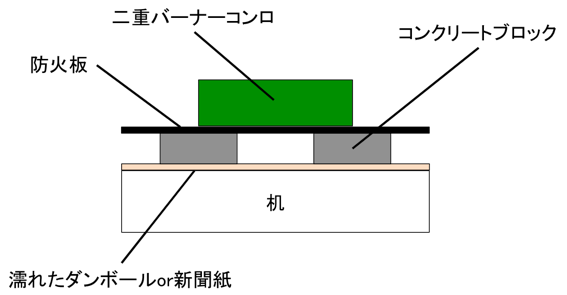 二重バーナーコンロ
コンクリートブロック
防火板
机
濡れたダンボールor新聞紙